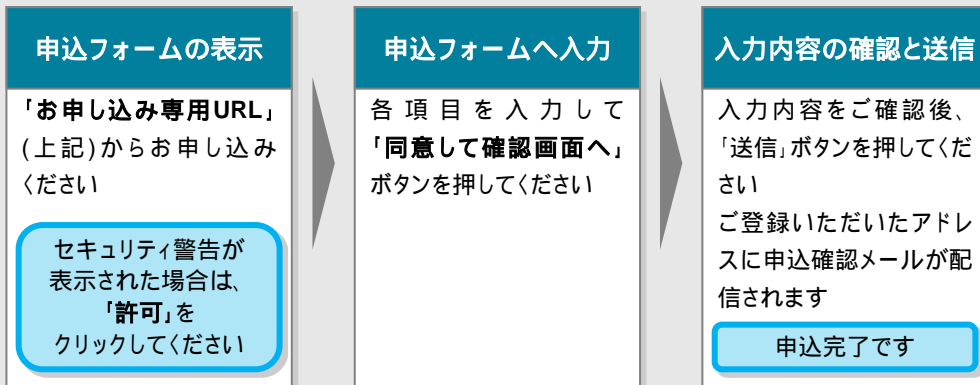 申込フォームの表示
「お申し込み専用URL」
(上記)からお申し込み
ください
セキュリティ警告が
表示された場合は、
「許可」を
クリックしてください
申込フォームへ入力
各項目を入力して
「同意して確認画面へ」
ボタンを押してください
入力内容の確認と送信
入力内容をご確認後、
「送信」ボタンを押してくだ
さい
ご登録いただいたアドレ
スに申込確認メールが配
信されます
申込完了です